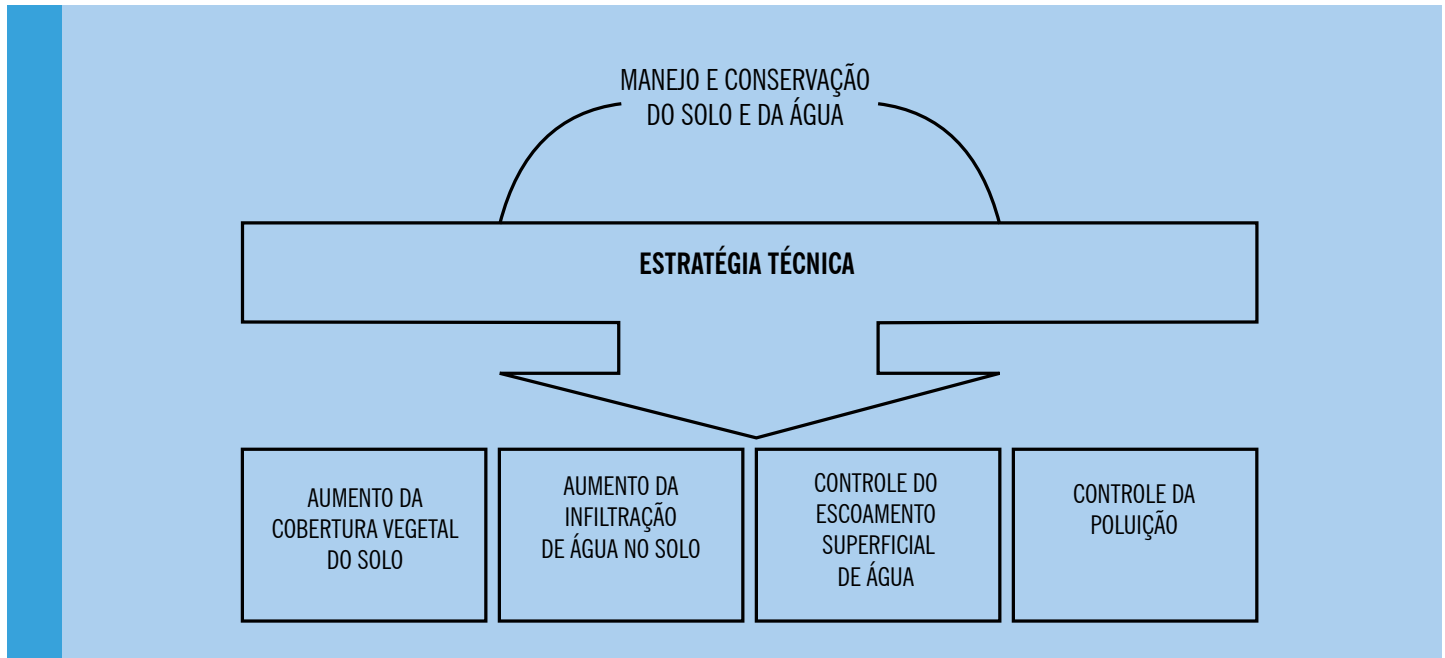 MANEJO E CONSERVAÇÃO
DO SOLO E DA ÁGUA
ESTRATÉGIA TÉCNICA
AUMENTO DA
COBERTURA VEGETAL
DO SOLO
AUMENTO DA
INFILTRAÇÃO
DE ÁGUA NO SOLO
CONTROLE DO
ESCOAMENTO
SUPERFICIAL
DE ÁGUA
CONTROLE DA
POLUIÇÃO